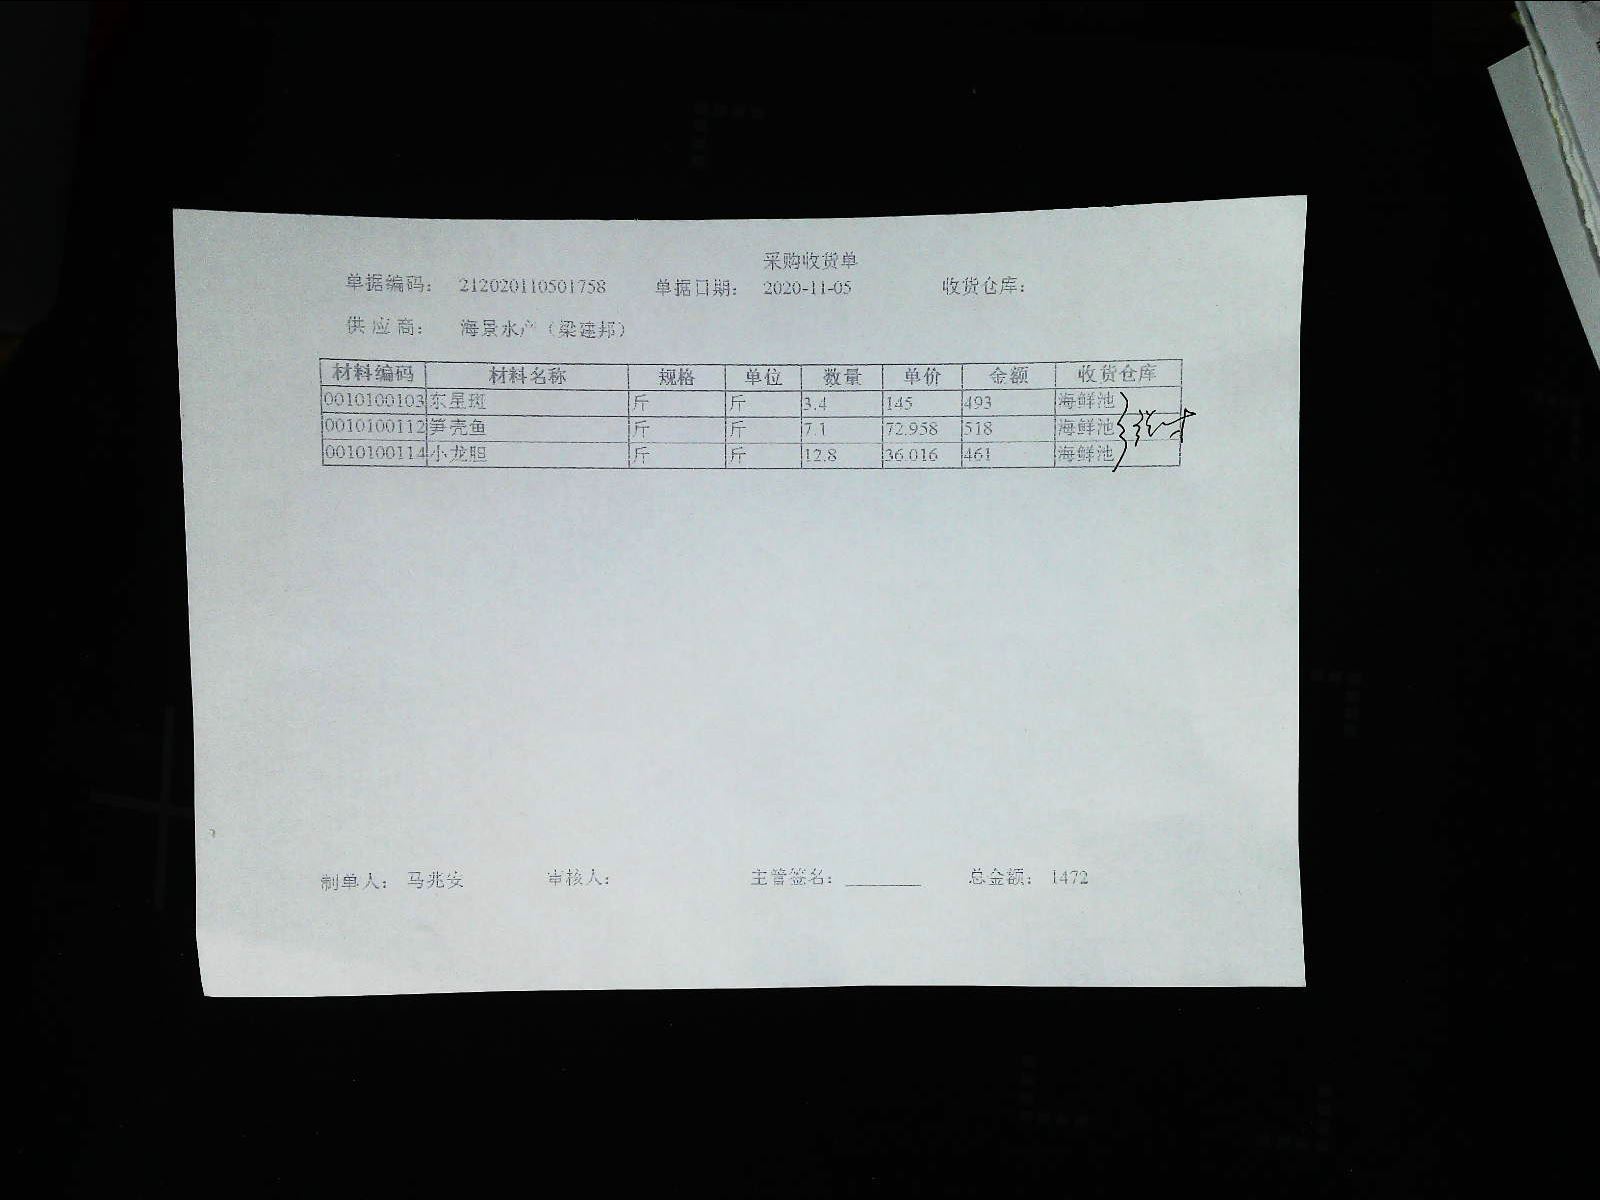 采购收货单
单据编码： 212020110501758 单据日期： 2020-11-05 收货仓库：
供应商： 海景水产（梁建邦）
材料编码 材料名称 规格 单位 数量 单价 金额 收货仓库
0010100103 东星斑 斤 斤 3.4 145 493 海鲜池
0010100112 笋壳鱼 斤 斤 7.1 72.958 518 海鲜池
0010100114 小龙胆 斤 斤 12.8 36.016 461 海鲜池
制单人： 马兆安 审核人： 主管签名：________ 总金额： 1472